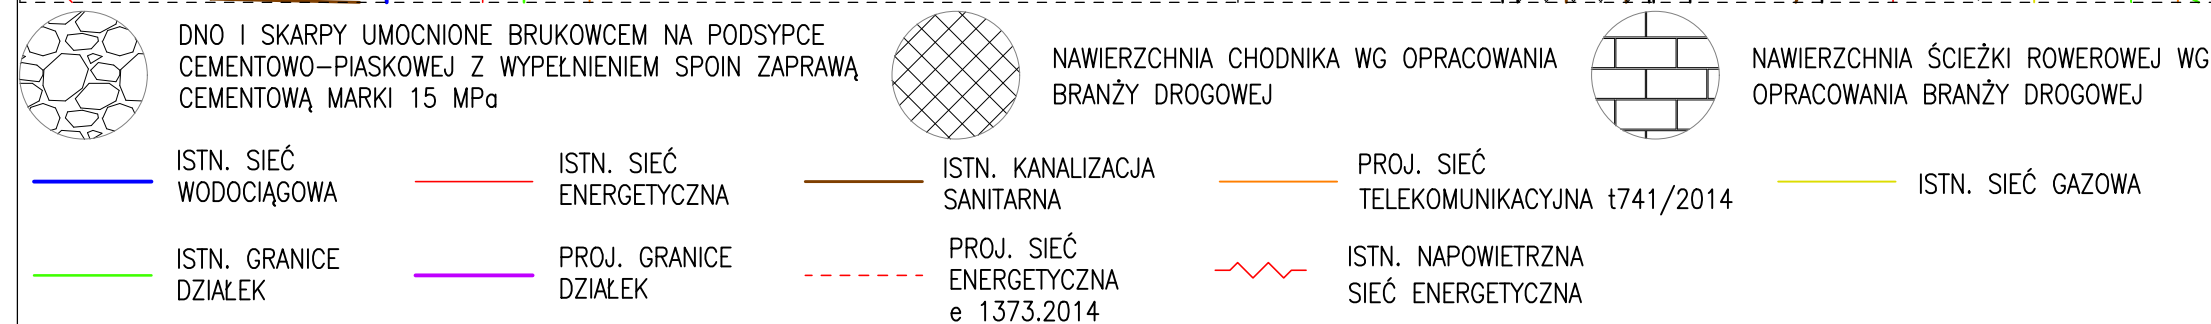 DNO I SKARPY UMOCNIONE BRUKOWCEM NA PODSYPCE
CEMENTOWO-PIASKOWEJ Z WYPEŁNIENIEM SPOIN ZAPRAWĄ
CEMENTOWĄ MARKI 15 MPa
NAWIERZCHNIA CHODNIKA WG OPRACOWANIA
BRANŻY DROGOWEJ
NAWIERZCHNIA ŚCIEŻKI ROWEROWEJ WG
OPRACOWANIA BRANŻY DROGOWEJ
ISTN. SIEĆ
WODOCIĄGOWA
ISTN. SIEĆ
ENERGETYCZNA
ISTN. KANALIZACJA
SANITARNA
PROJ. SIEĆ
TELEKOMUNIKACYJNA t741/2014
ISTN. SIEĆ GAZOWA
ISTN. GRANICE
DZIAŁEK
PROJ. GRANICE
DZIAŁEK
PROJ. SIEĆ
ENERGETYCZNA
e 1373.2014
ISTN. NAPOWIETRZNA
SIEĆ ENERGETYCZNA